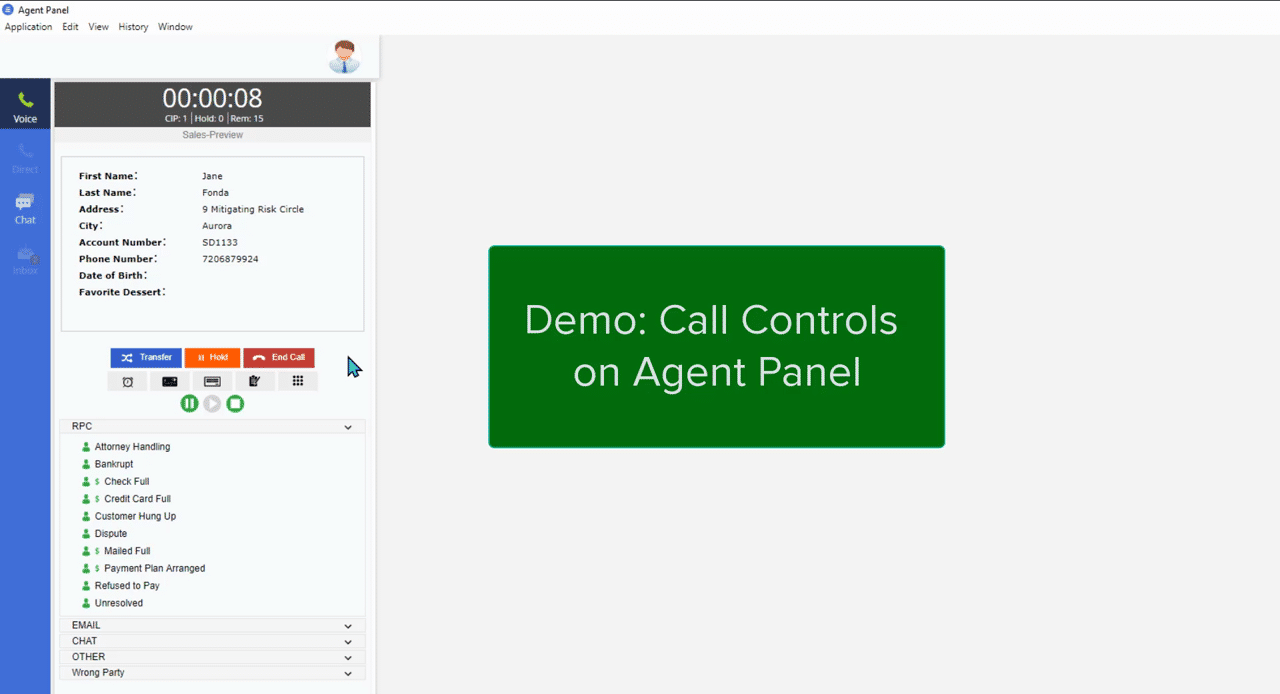 Agent Panel
Application Edit View History Window
00:00:08
CIP: 1 | Hold: 0 | Rem: 15
Sales-Preview
Voice
Direct
Chat
Inbox
First Name: Jane
Last Name: Fonda
Address: 9 Mitigating Risk Circle
City: Aurora
Account Number: SD1133
Phone Number: 7206879924
Date of Birth:
Favorite Dessert:
Transfer Hold End Call
RPC
Attorney Handling
Bankrupt
$ Check Full
$ Credit Card Full
Customer Hung Up
Dispute
$ Mailed Full
$ Payment Plan Arranged
Refused to Pay
Unresolved
EMAIL
CHAT
OTHER
Wrong Party
Demo: Call Controls
on Agent Panel